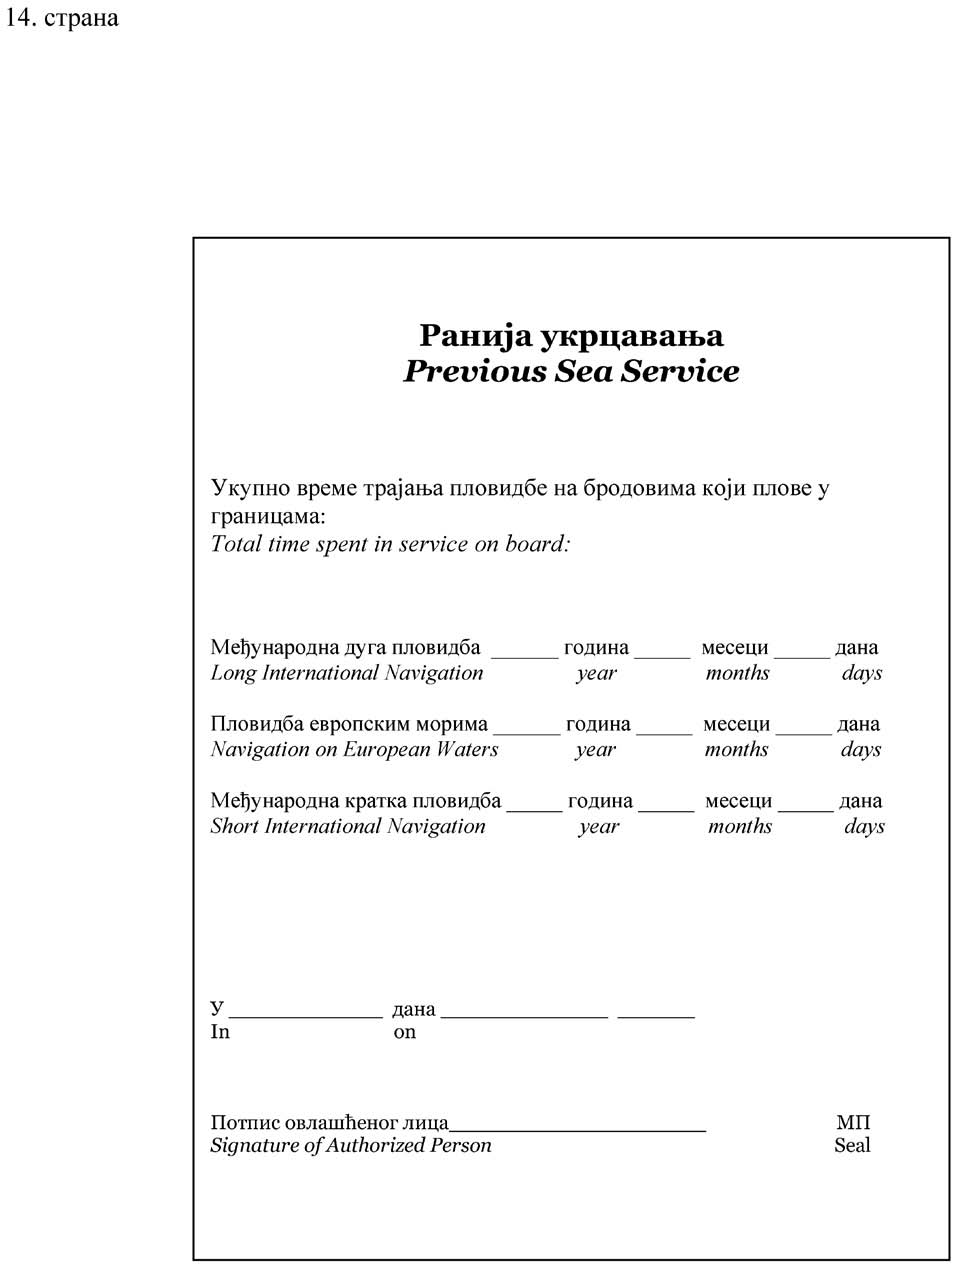 14. страна
Ранија укрцавања
Previous Sea Service
Укупно време трајања пловидбе на бродовима који плове у
границама:
Total time spent in service on board:
Међународна дуга пловидба ______ година _____ месеци _____ дана
Long International Navigation year months days
Пловидба европским морима ______ година _____ месеци _____ дана
Navigation on European Waters year months days
Међународна кратка пловидба _____ година _____ месеци _____ дана
Short International Navigation year months days
У ______________ дана _______________ _______
In on
Потпис овлашћеног лица_______________________ МП
Signature of Authorized Person Seal